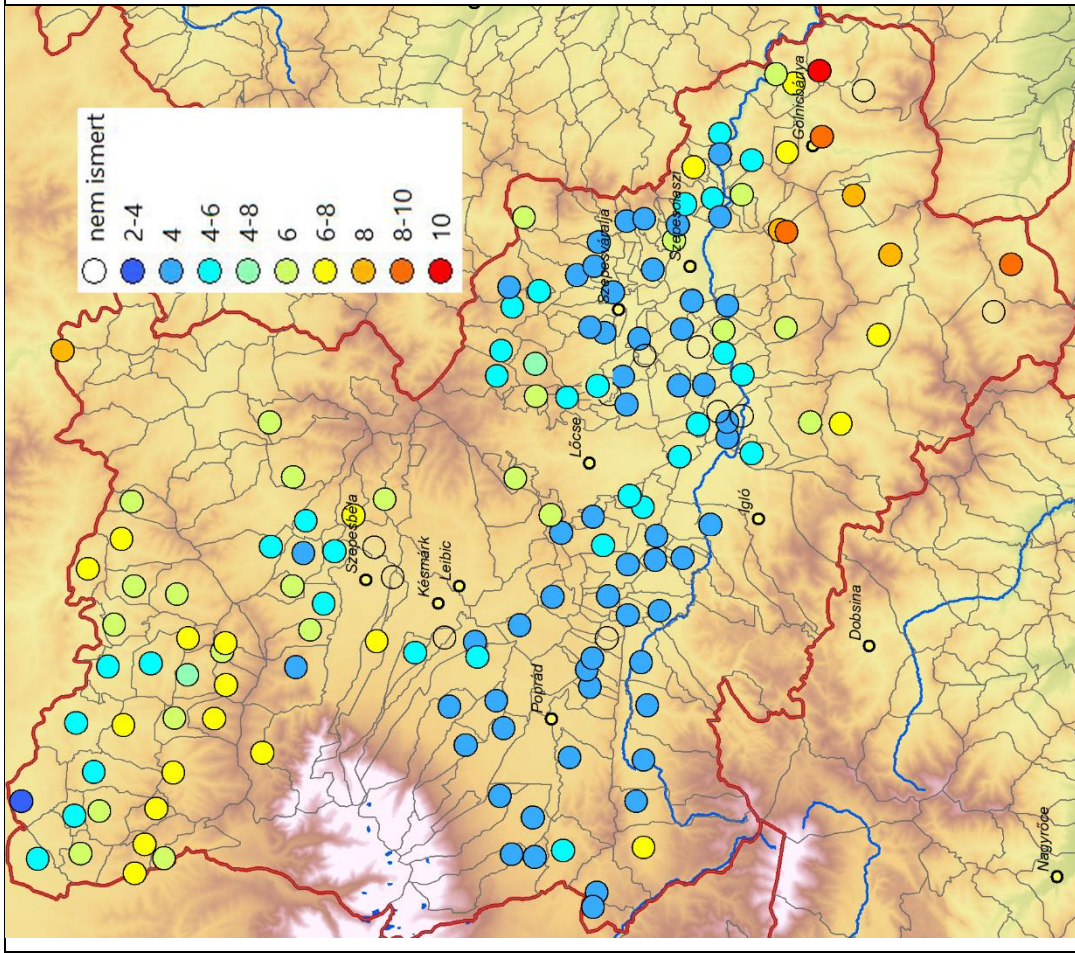 nem ismert
2-4
4
4-6
4-8
6
6-8
8
8-10
10
Gölnicbánya
Szepesolaszi
Szepesváralja
Lőcse
Szepesbéla
Késmárk
Leibic
Igló
Poprád
Dobsina
Nagyrőce